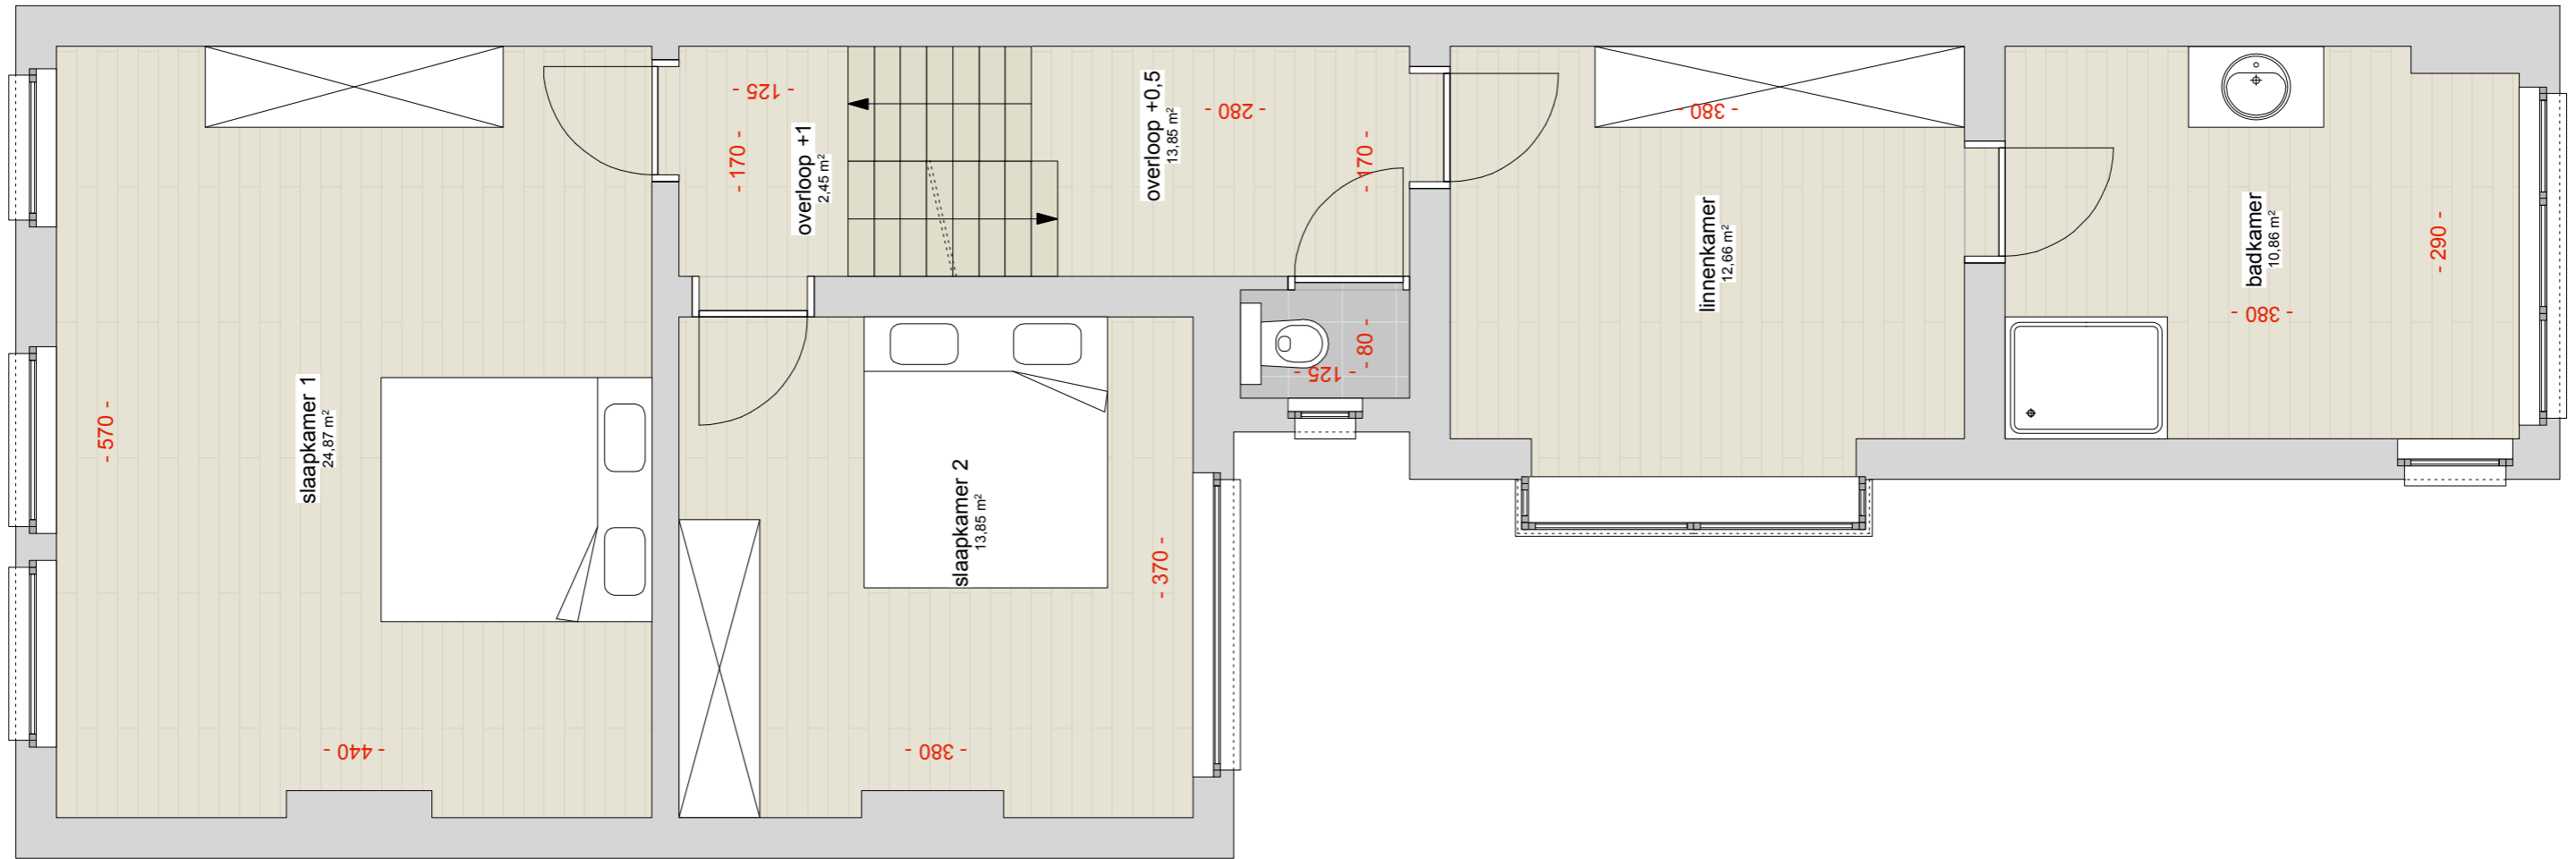 - 570 -
slaapkamer 1
24,87 m²
- 440 -
- 125 -
- 170 -
overloop +1
2,45 m²
overloop +0,5
13,85 m²
- 280 -
- 170 -
- 80 -
- 125 -
slaapkamer 2
13,85 m²
- 370 -
- 380 -
- 380 -
linnenkamer
12,66 m²
badkamer
10,86 m²
- 380 -
- 290 -